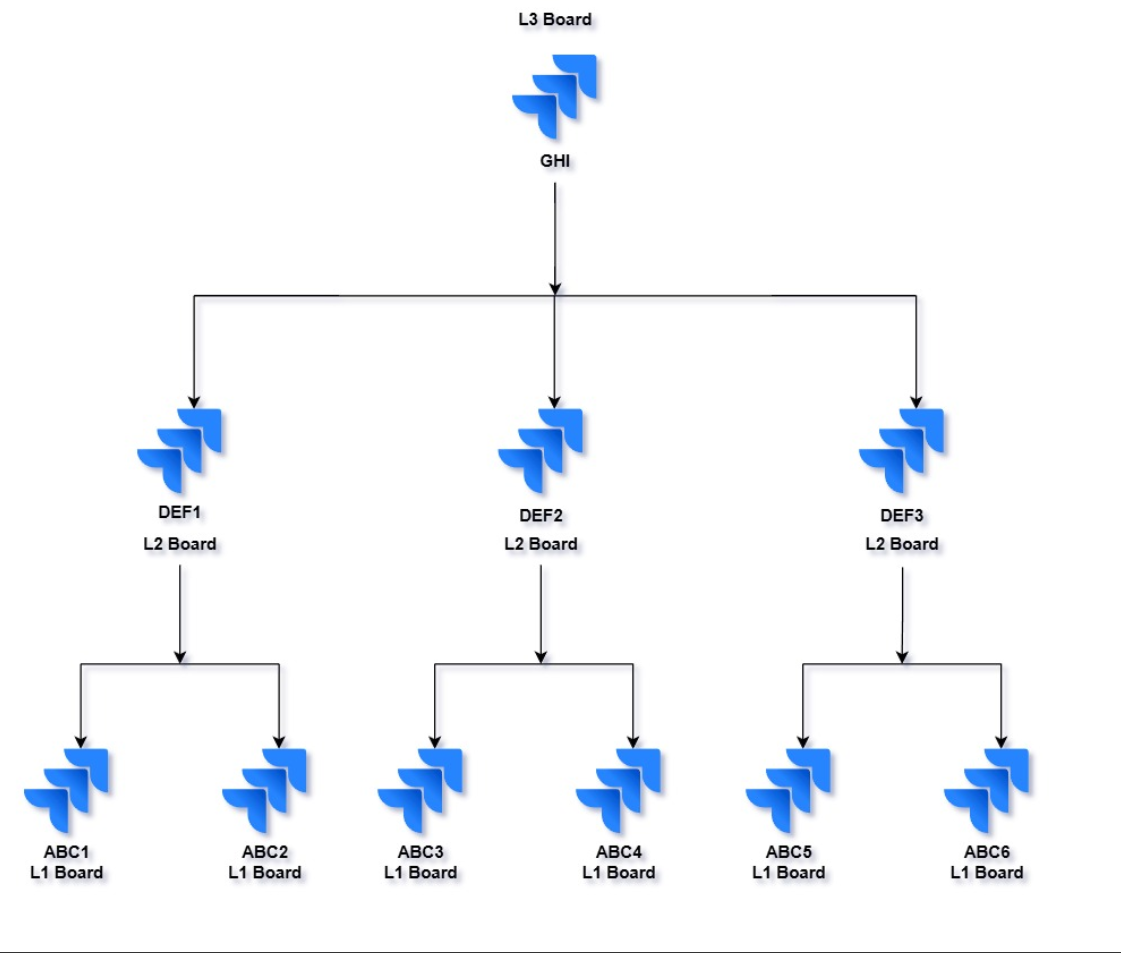 L3 Board
GHI
DEF1
L2 Board
DEF2
L2 Board
DEF3
L2 Board
ABC1
L1 Board
ABC2
L1 Board
ABC3
L1 Board
ABC4
L1 Board
ABC5
L1 Board
ABC6
L1 Board